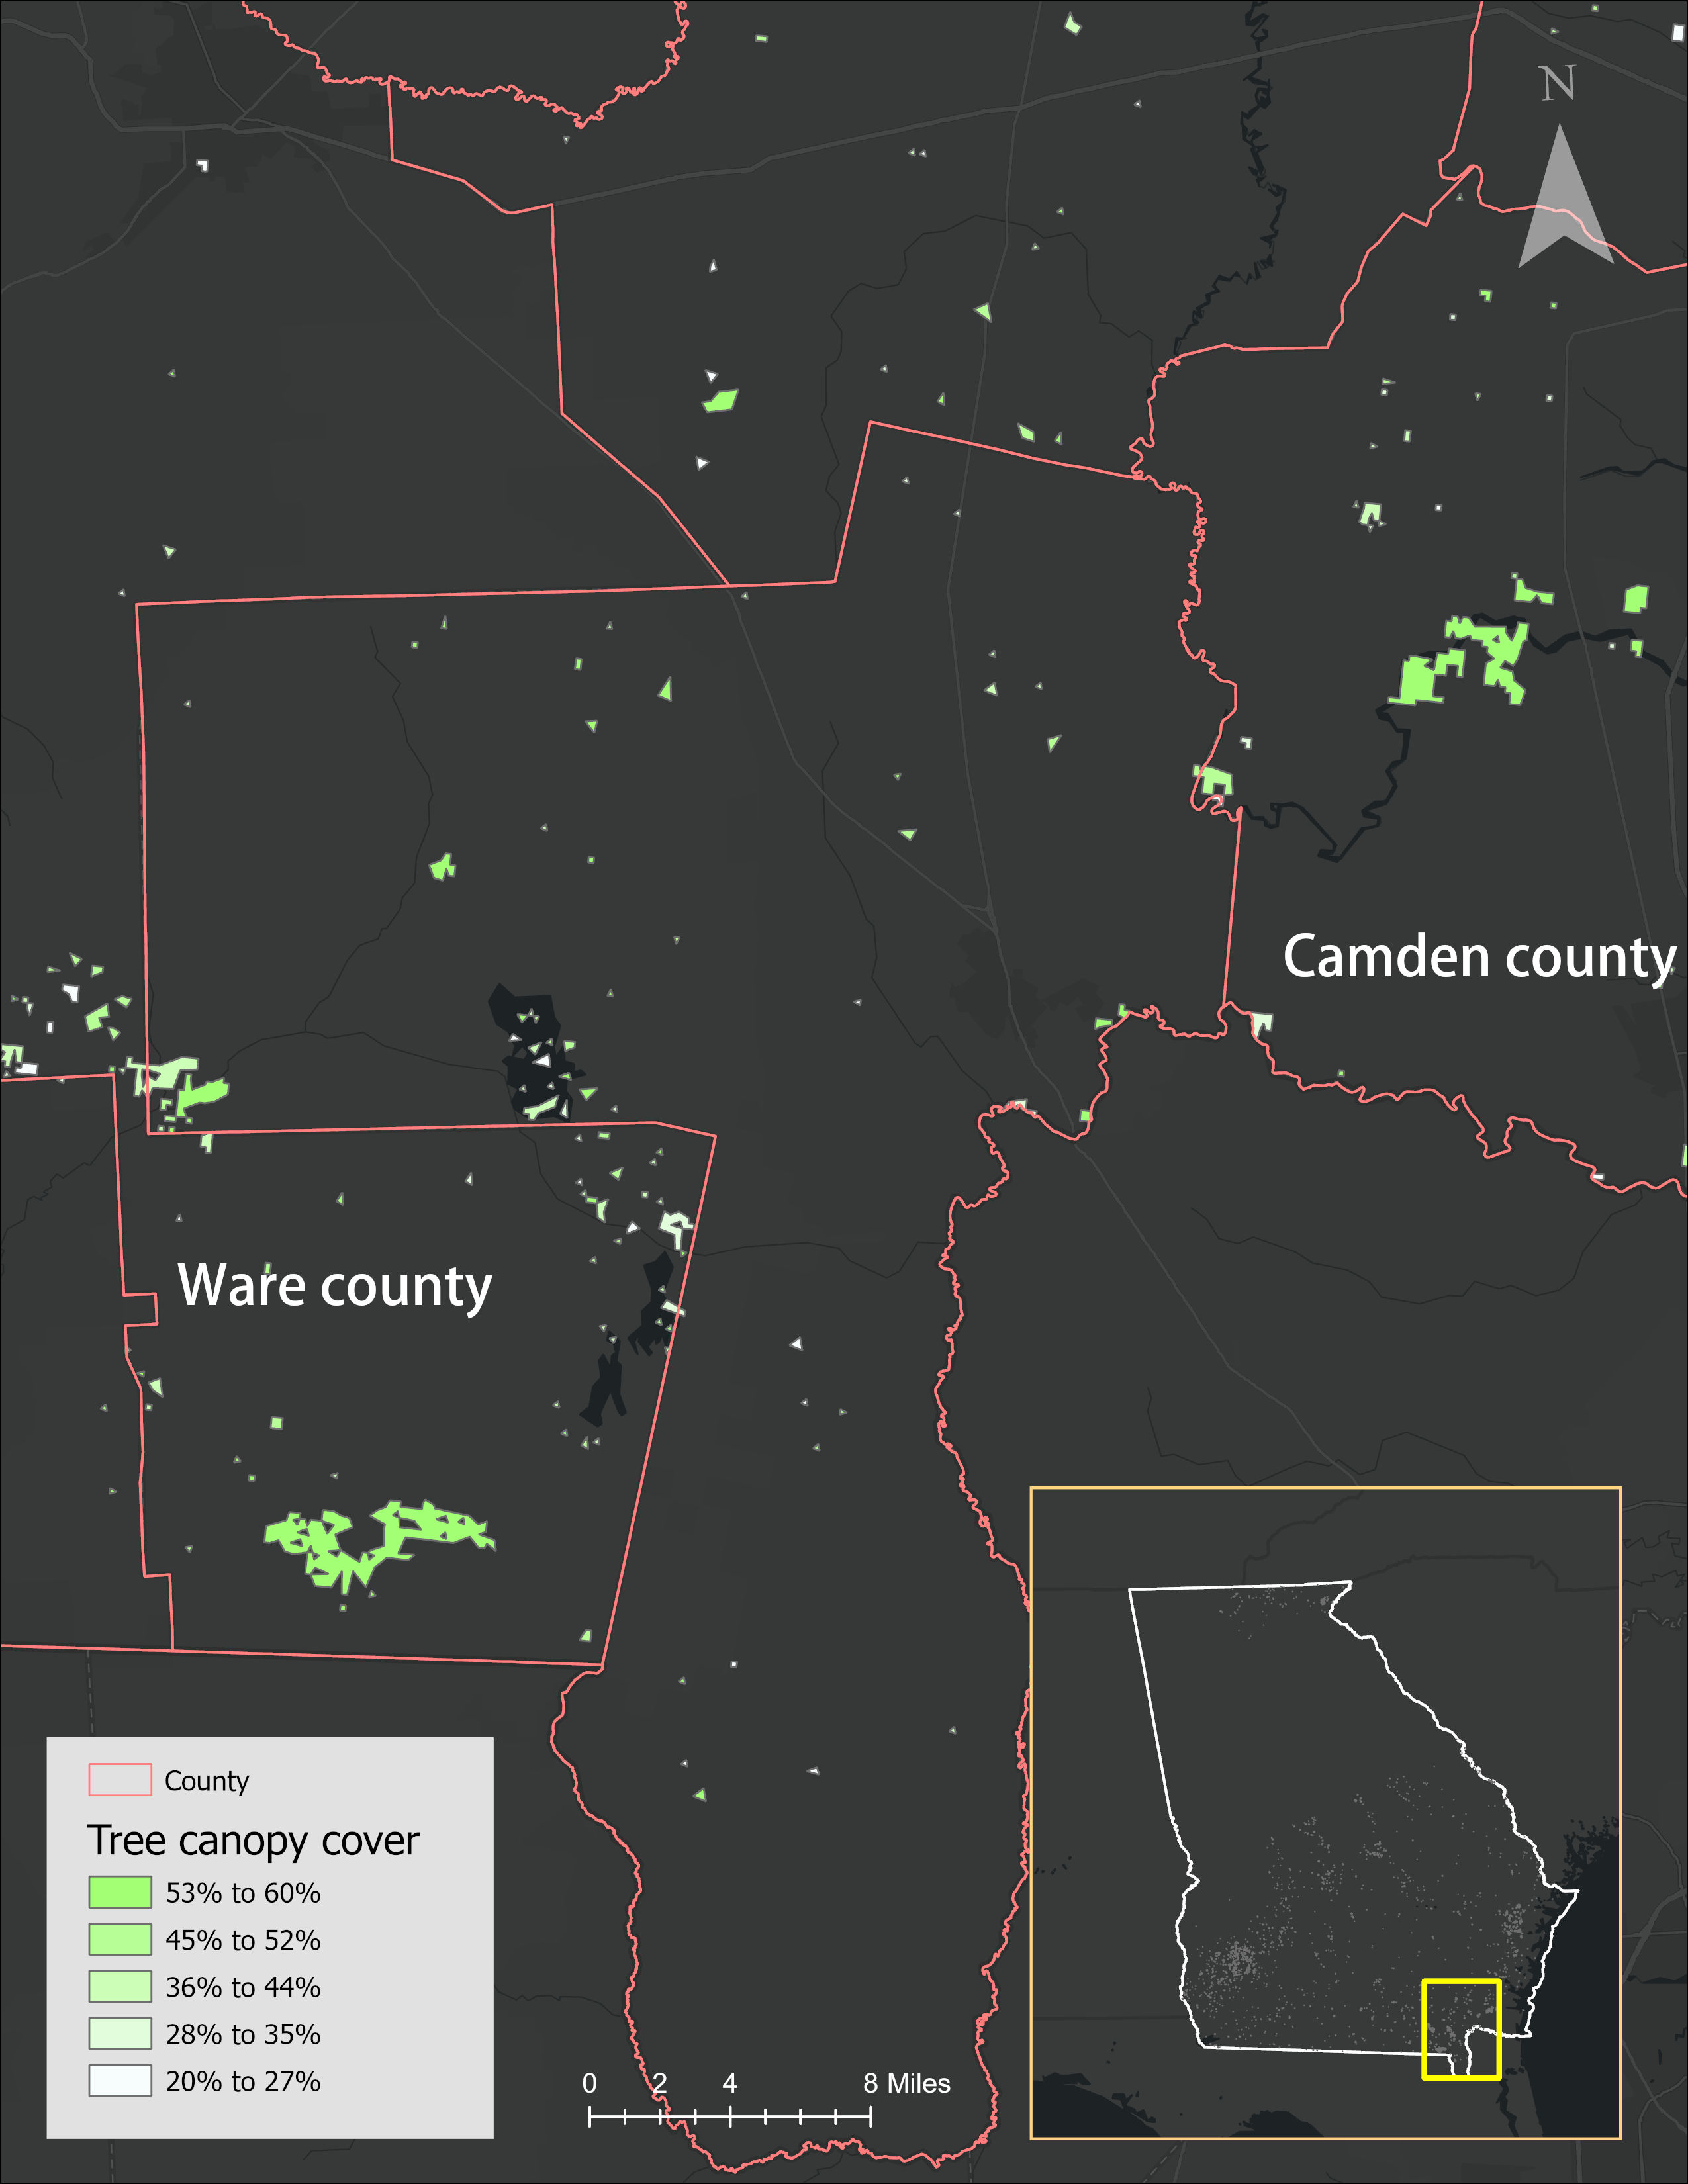 N
Camden county
Ware county
County
Tree canopy cover
53% to 60%
45% to 52%
36% to 44%
28% to 35%
20% to 27%
0 2 4 8 Miles